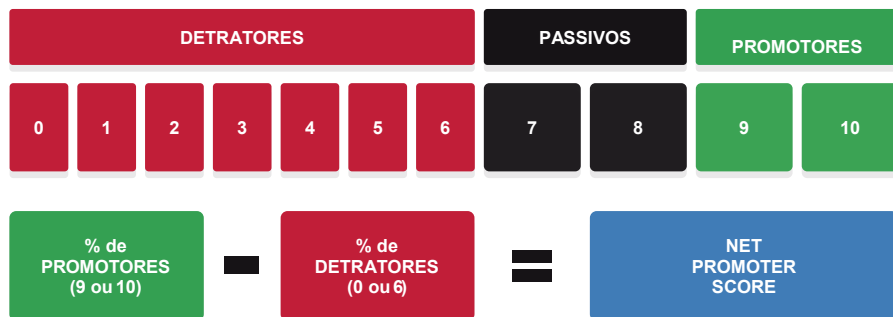 DETRATORES PASSIVOS PROMOTORES
0 1 2 3 4 5 6 7 8 9 10
% de
PROMOTORES
(9 ou 10)
% de
DETRATORES
(0 ou 6)
NET
PROMOTER
SCORE